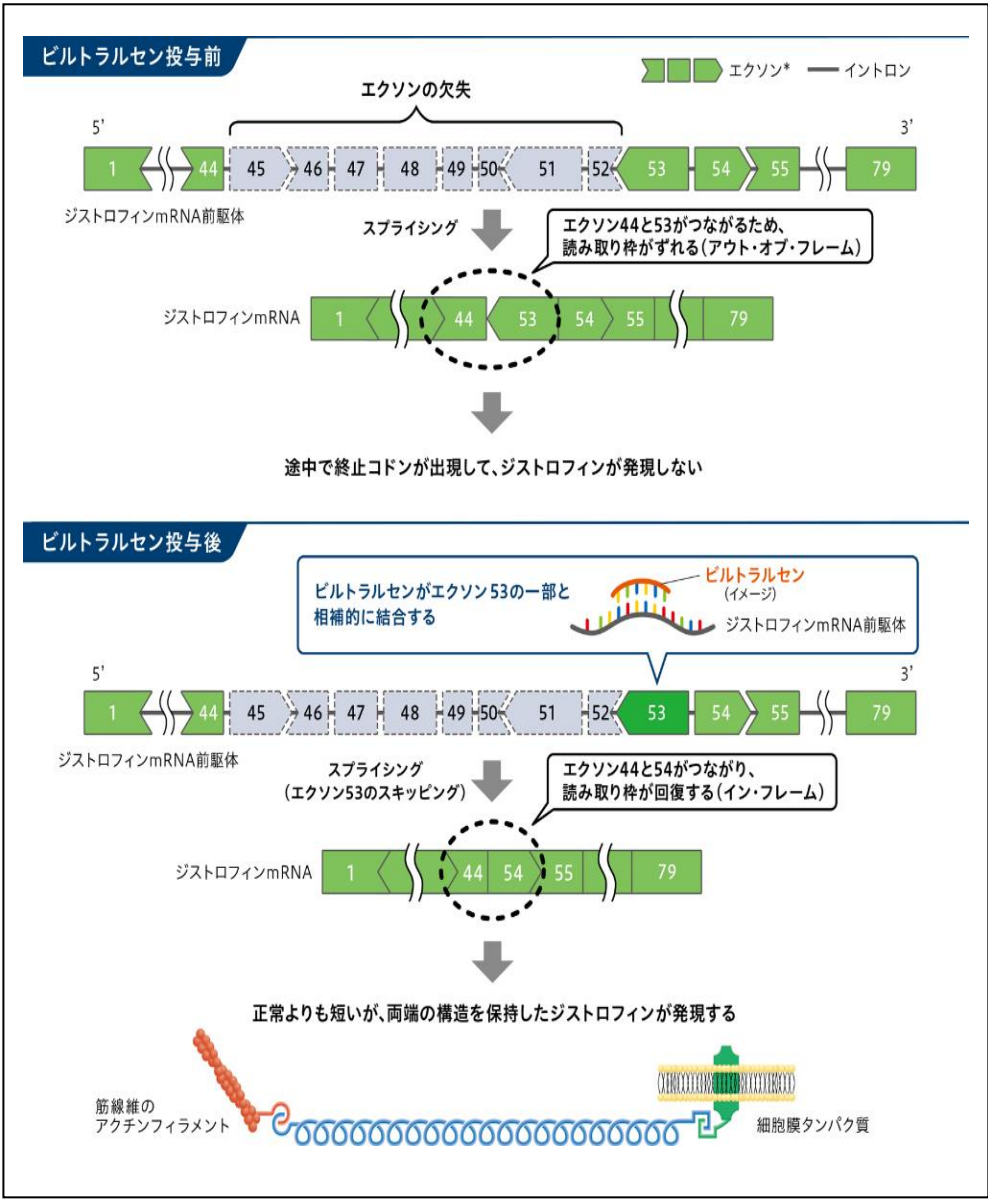 ビルトラルセン投与前
エクソン* イントロン
エクソンの欠失
5’ 3’
1 44 45 46 47 48 49 50 51 52 53 54 55 79
ジストロフィンmRNA前駆体
スプライシング
エクソン44と53がつながるため、
読み取り枠がずれる(アウト・オブ・フレーム)
ジストロフィンmRNA
1 44 53 54 55 79
途中で終止コドンが出現して、ジストロフィンが発現しない
ビルトラルセン投与後
ビルトラルセンがエクソン53の一部と
相補的に結合する
ビルトラルセン
(イメージ)
ジストロフィンmRNA前駆体
5’ 3’
1 44 45 46 47 48 49 50 51 52 53 54 55 79
ジストロフィンmRNA前駆体
スプライシング
(エクソン53のスキッピング)
エクソン44と54がつながり、
読み取り枠が回復する(イン・フレーム)
ジストロフィンmRNA
1 44 54 55 79
正常よりも短いが、両端の構造を保持したジストロフィンが発現する
筋線維の
アクチンフィラメント
細胞膜タンパク質